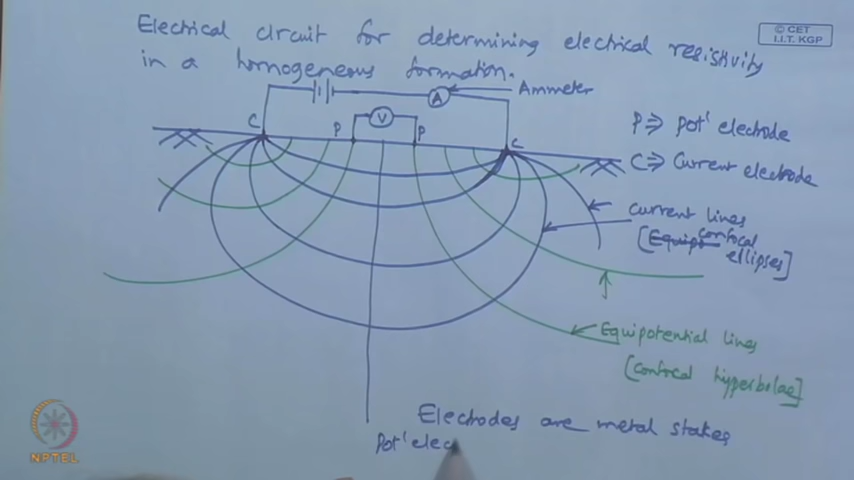 Electrical circuit for determining electrical resistivity
in a homogeneous formation.
© CET
I.I.T. KGP
A
Ammeter
V
C
P
P
C
P ⇒ Pot' electrode
C ⇒ Current electrode
current lines
[Equipo confocal
ellipses]
Equipotential lines
[confocal hyperbolae]
Electrodes are metal stakes
Pot' elec
NPTEL